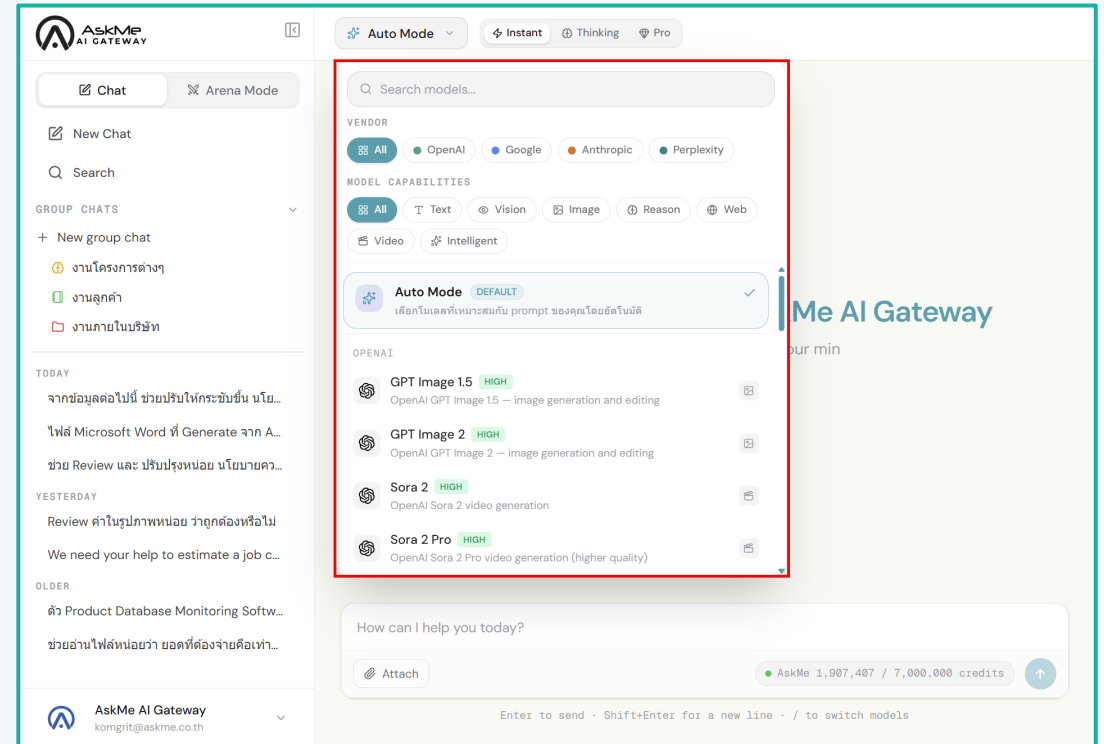 AskMe
AI GATEWAY
Chat
Arena Mode
New Chat
Search
GROUP CHATS
New group chat
งานโครงการต่างๆ
งานลูกค้า
งานภายในบริษัท
TODAY
จากข้อมูลต่อไปนี้ ช่วยปรับให้กระชับขึ้น นโย...
ไฟล์ Microsoft Word ที่ Generate จาก A...
ช่วย Review และ ปรับปรุงหน่อย นโยบายคว...
YESTERDAY
Review ค่าในรูปภาพหน่อย ว่าถูกต้องหรือไม่
We need your help to estimate a job c...
OLDER
ตัว Product Database Monitoring Softw...
ช่วยอ่านไฟล์หน่อยว่า ยอดที่ต้องจ่ายคือเท่า...
AskMe AI Gateway
komgrit@askme.co.th
Auto Mode
Instant
Thinking
Pro
Search models...
VENDOR
All
OpenAI
Google
Anthropic
Perplexity
MODEL CAPABILITIES
All
Text
Vision
Image
Reason
Web
Video
Intelligent
Auto Mode DEFAULT
เลือกโมเดลที่เหมาะสมกับ prompt ของคุณโดยอัตโนมัติ
OPENAI
GPT Image 1.5 HIGH
OpenAI GPT Image 1.5 — image generation and editing
GPT Image 2 HIGH
OpenAI GPT Image 2 — image generation and editing
Sora 2 HIGH
OpenAI Sora 2 video generation
Sora 2 Pro HIGH
OpenAI Sora 2 Pro video generation (higher quality)
Me AI Gateway
our min
How can I help you today?
Attach
AskMe 1,907,407 / 7,000,000 credits
Enter to send · Shift+Enter for a new line · / to switch models